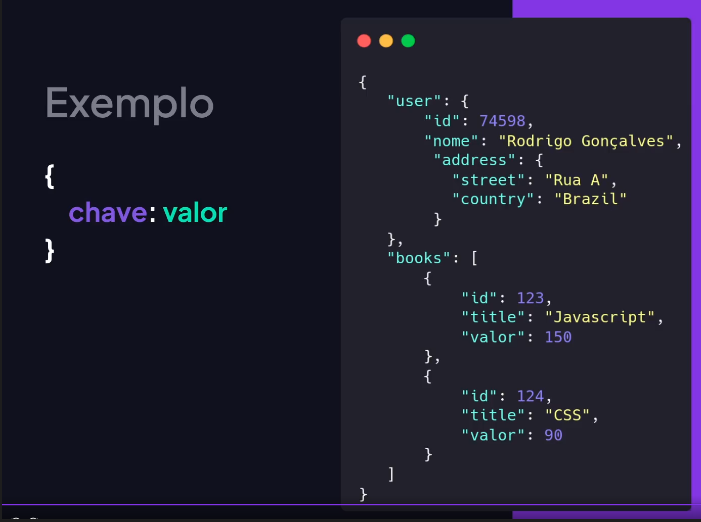 Exemplo
{
chave: valor
}
{
"user": {
"id": 74598,
"nome": "Rodrigo Gonçalves",
"address": {
"street": "Rua A",
"country": "Brazil"
}
},
"books": [
{
"id": 123,
"title": "Javascript",
"valor": 150
},
{
"id": 124,
"title": "CSS",
"valor": 90
}
]
}